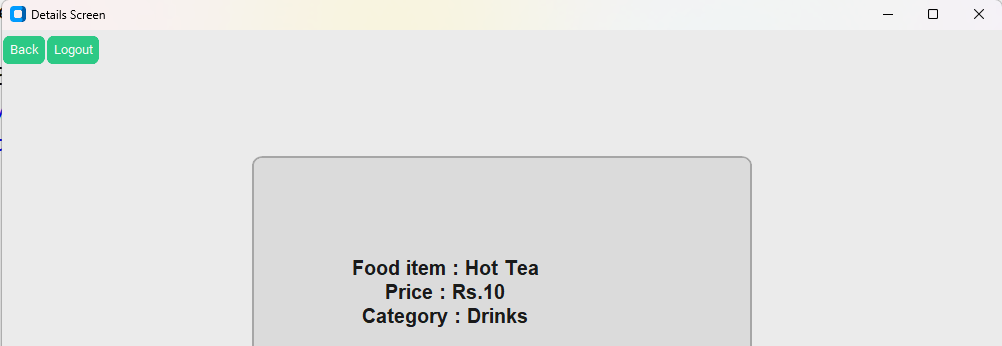 Details Screen
Back Logout
Food item : Hot Tea
Price : Rs.10
Category : Drinks